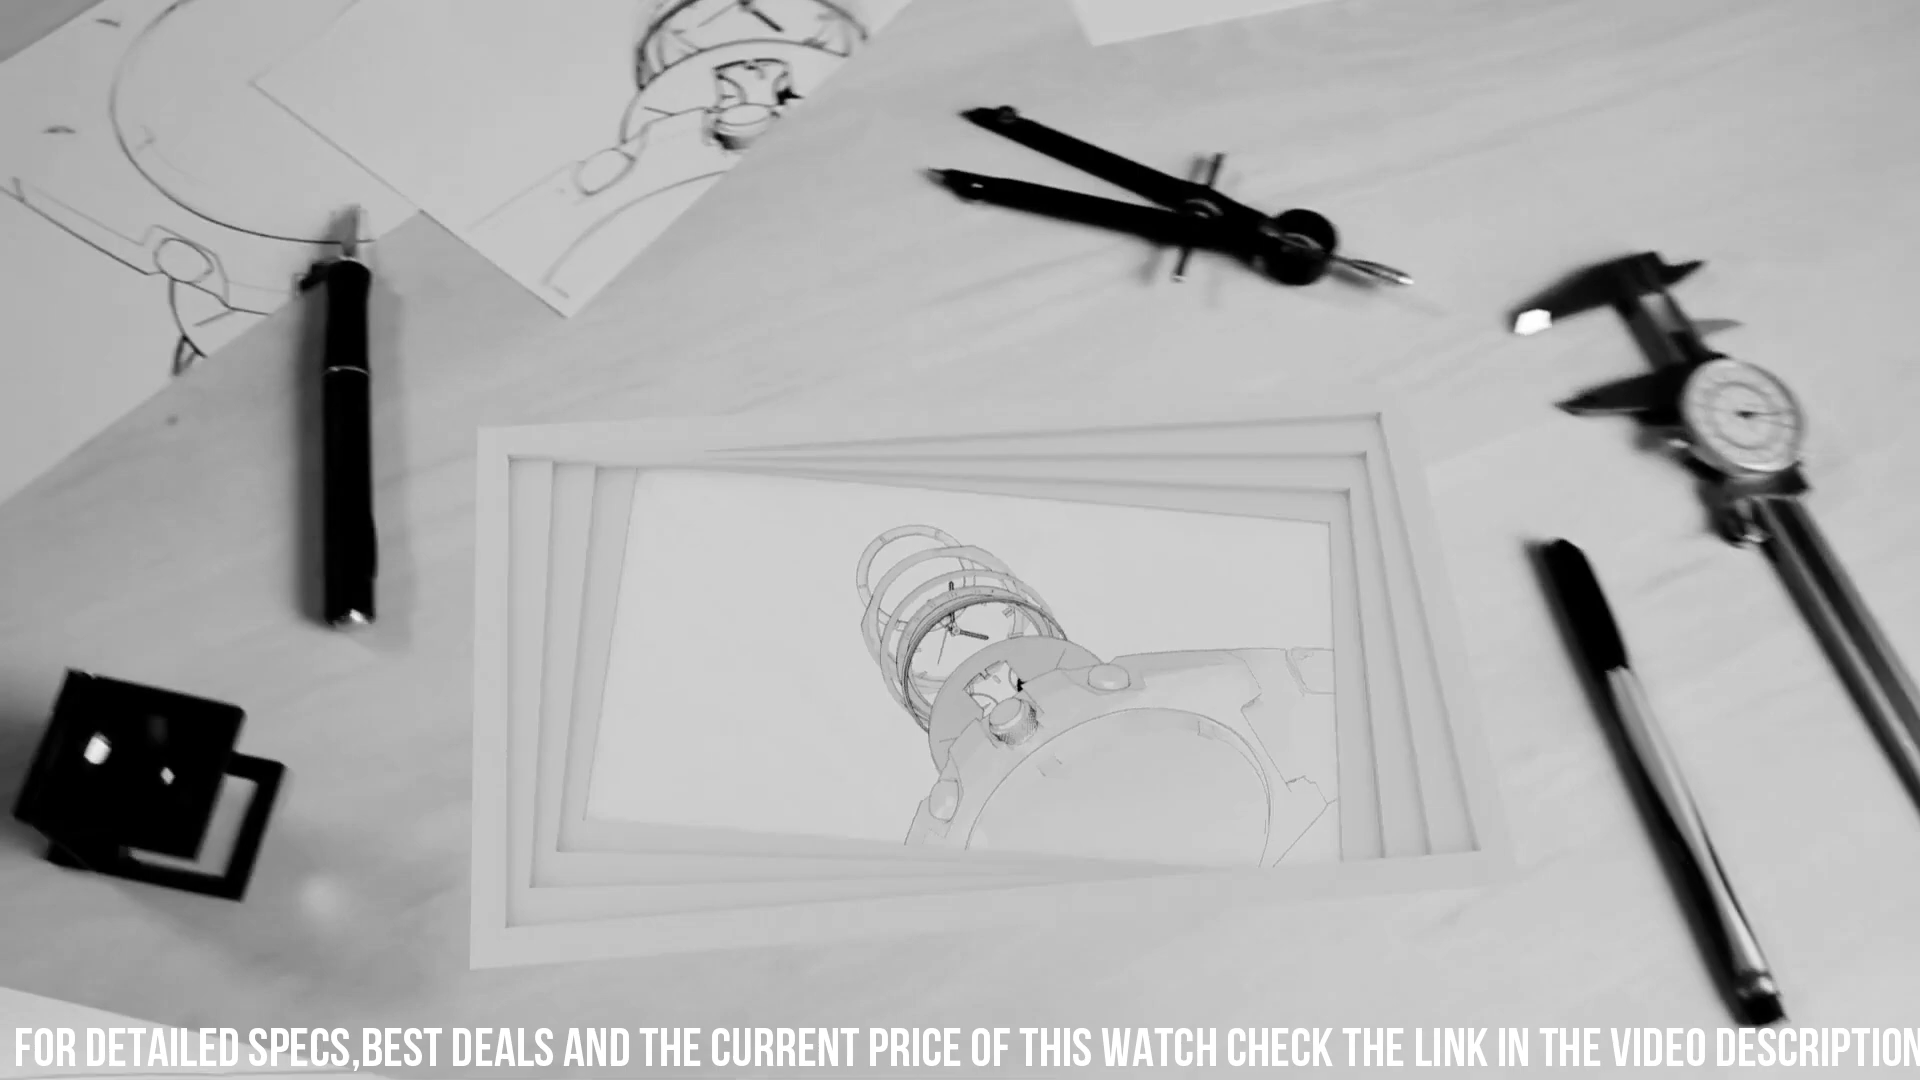 FOR DETAILED SPECS,BEST DEALS AND THE CURRENT PRICE OF THIS WATCH CHECK THE LINK IN THE VIDEO DESCRIPTION